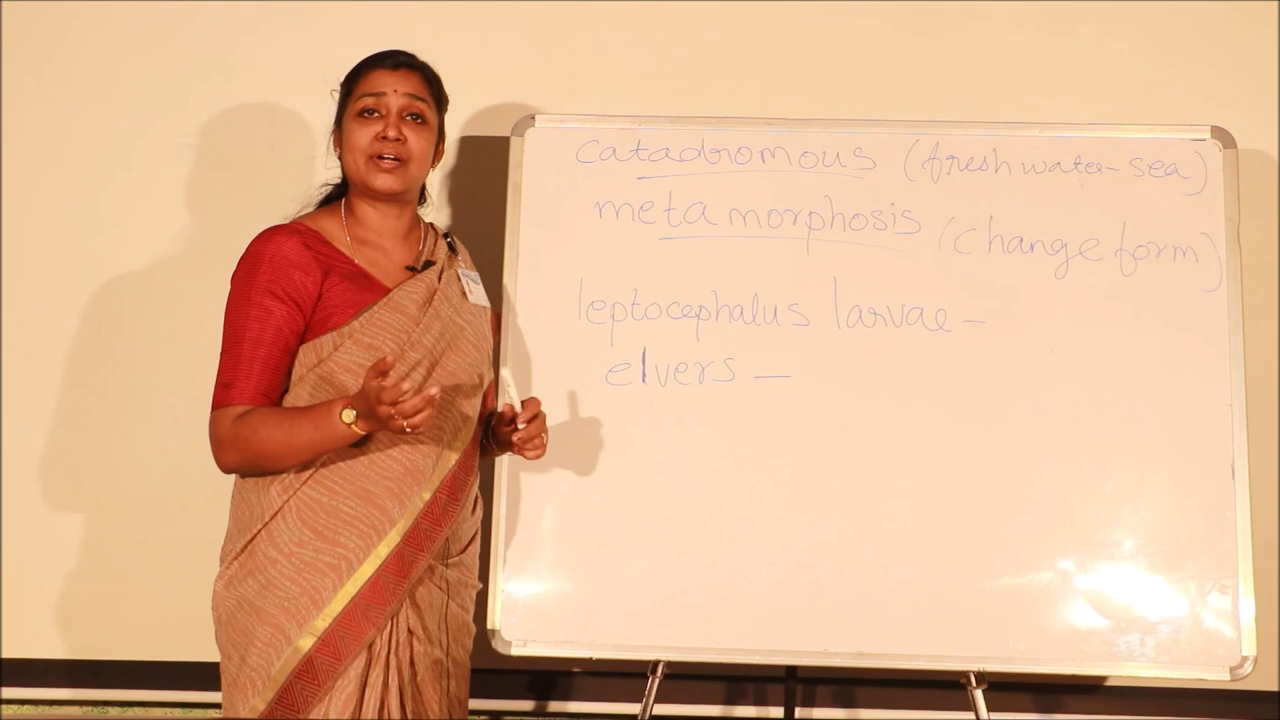 catadromous (freshwater-sea)
metamorphosis (change form)
leptocephalus larvae -
elvers -